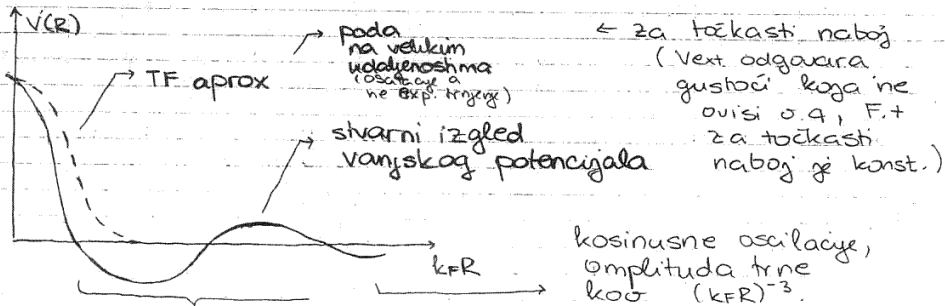 V(R)
TF aprox
pada
na velikim
udaljenostima
(oscilacije a
ne exp. trnjenje)
← za točkasti naboj
(Vext. odgovara
gustoći koja ne
ovisi o q, F.t
za točkasti
naboj je konst.)
stvarni izgled
vanjskog potencijala
kFR
kosinusne oscilacije,
amplituda trne
kao (kFR)⁻³.